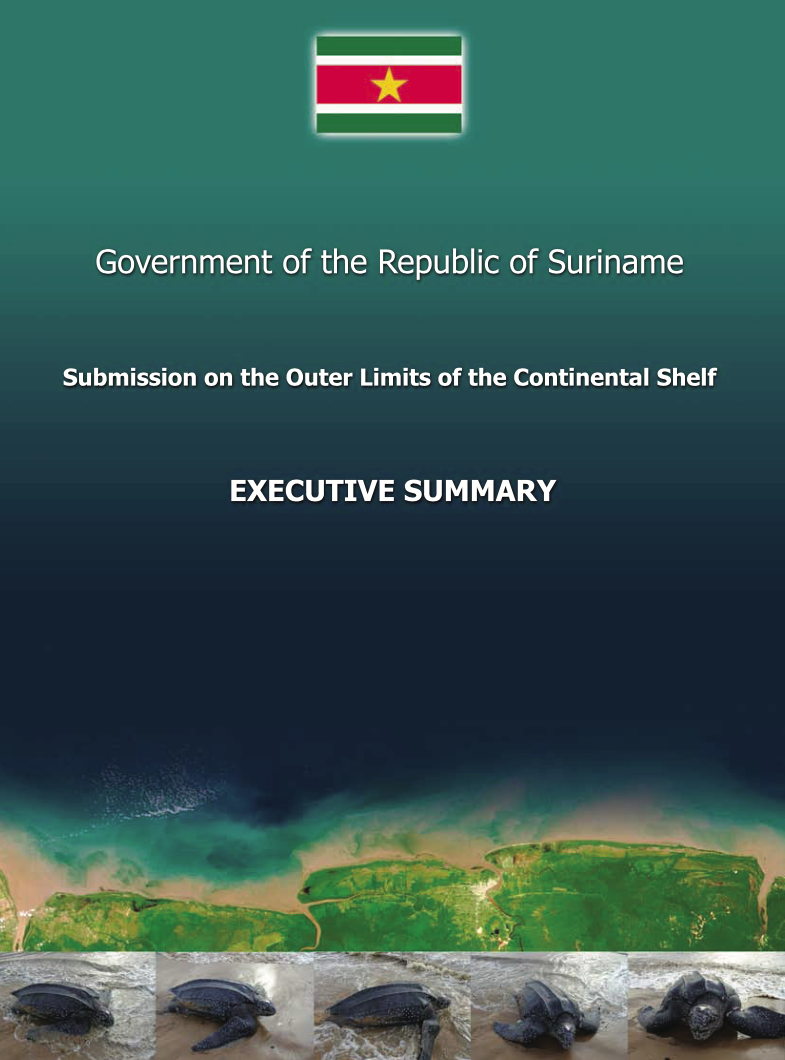 Government of the Republic of Suriname
Submission on the Outer Limits of the Continental Shelf
EXECUTIVE SUMMARY